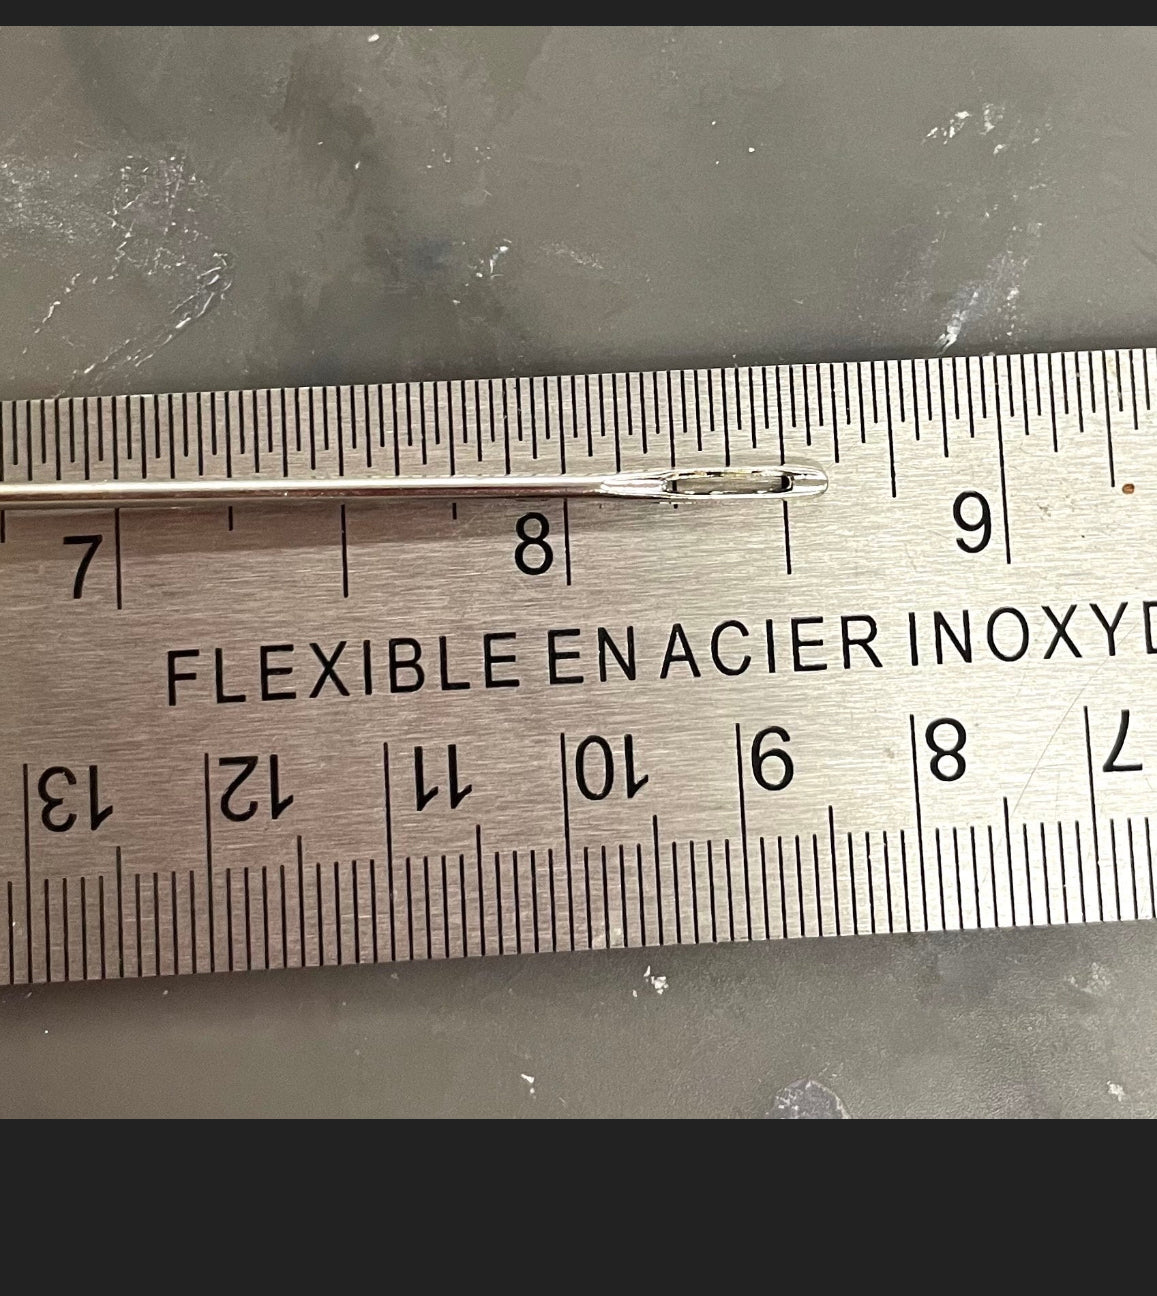 7 8 9
FLEXIBLE EN ACIER INOXYD
13 12 11 10 9 8 7